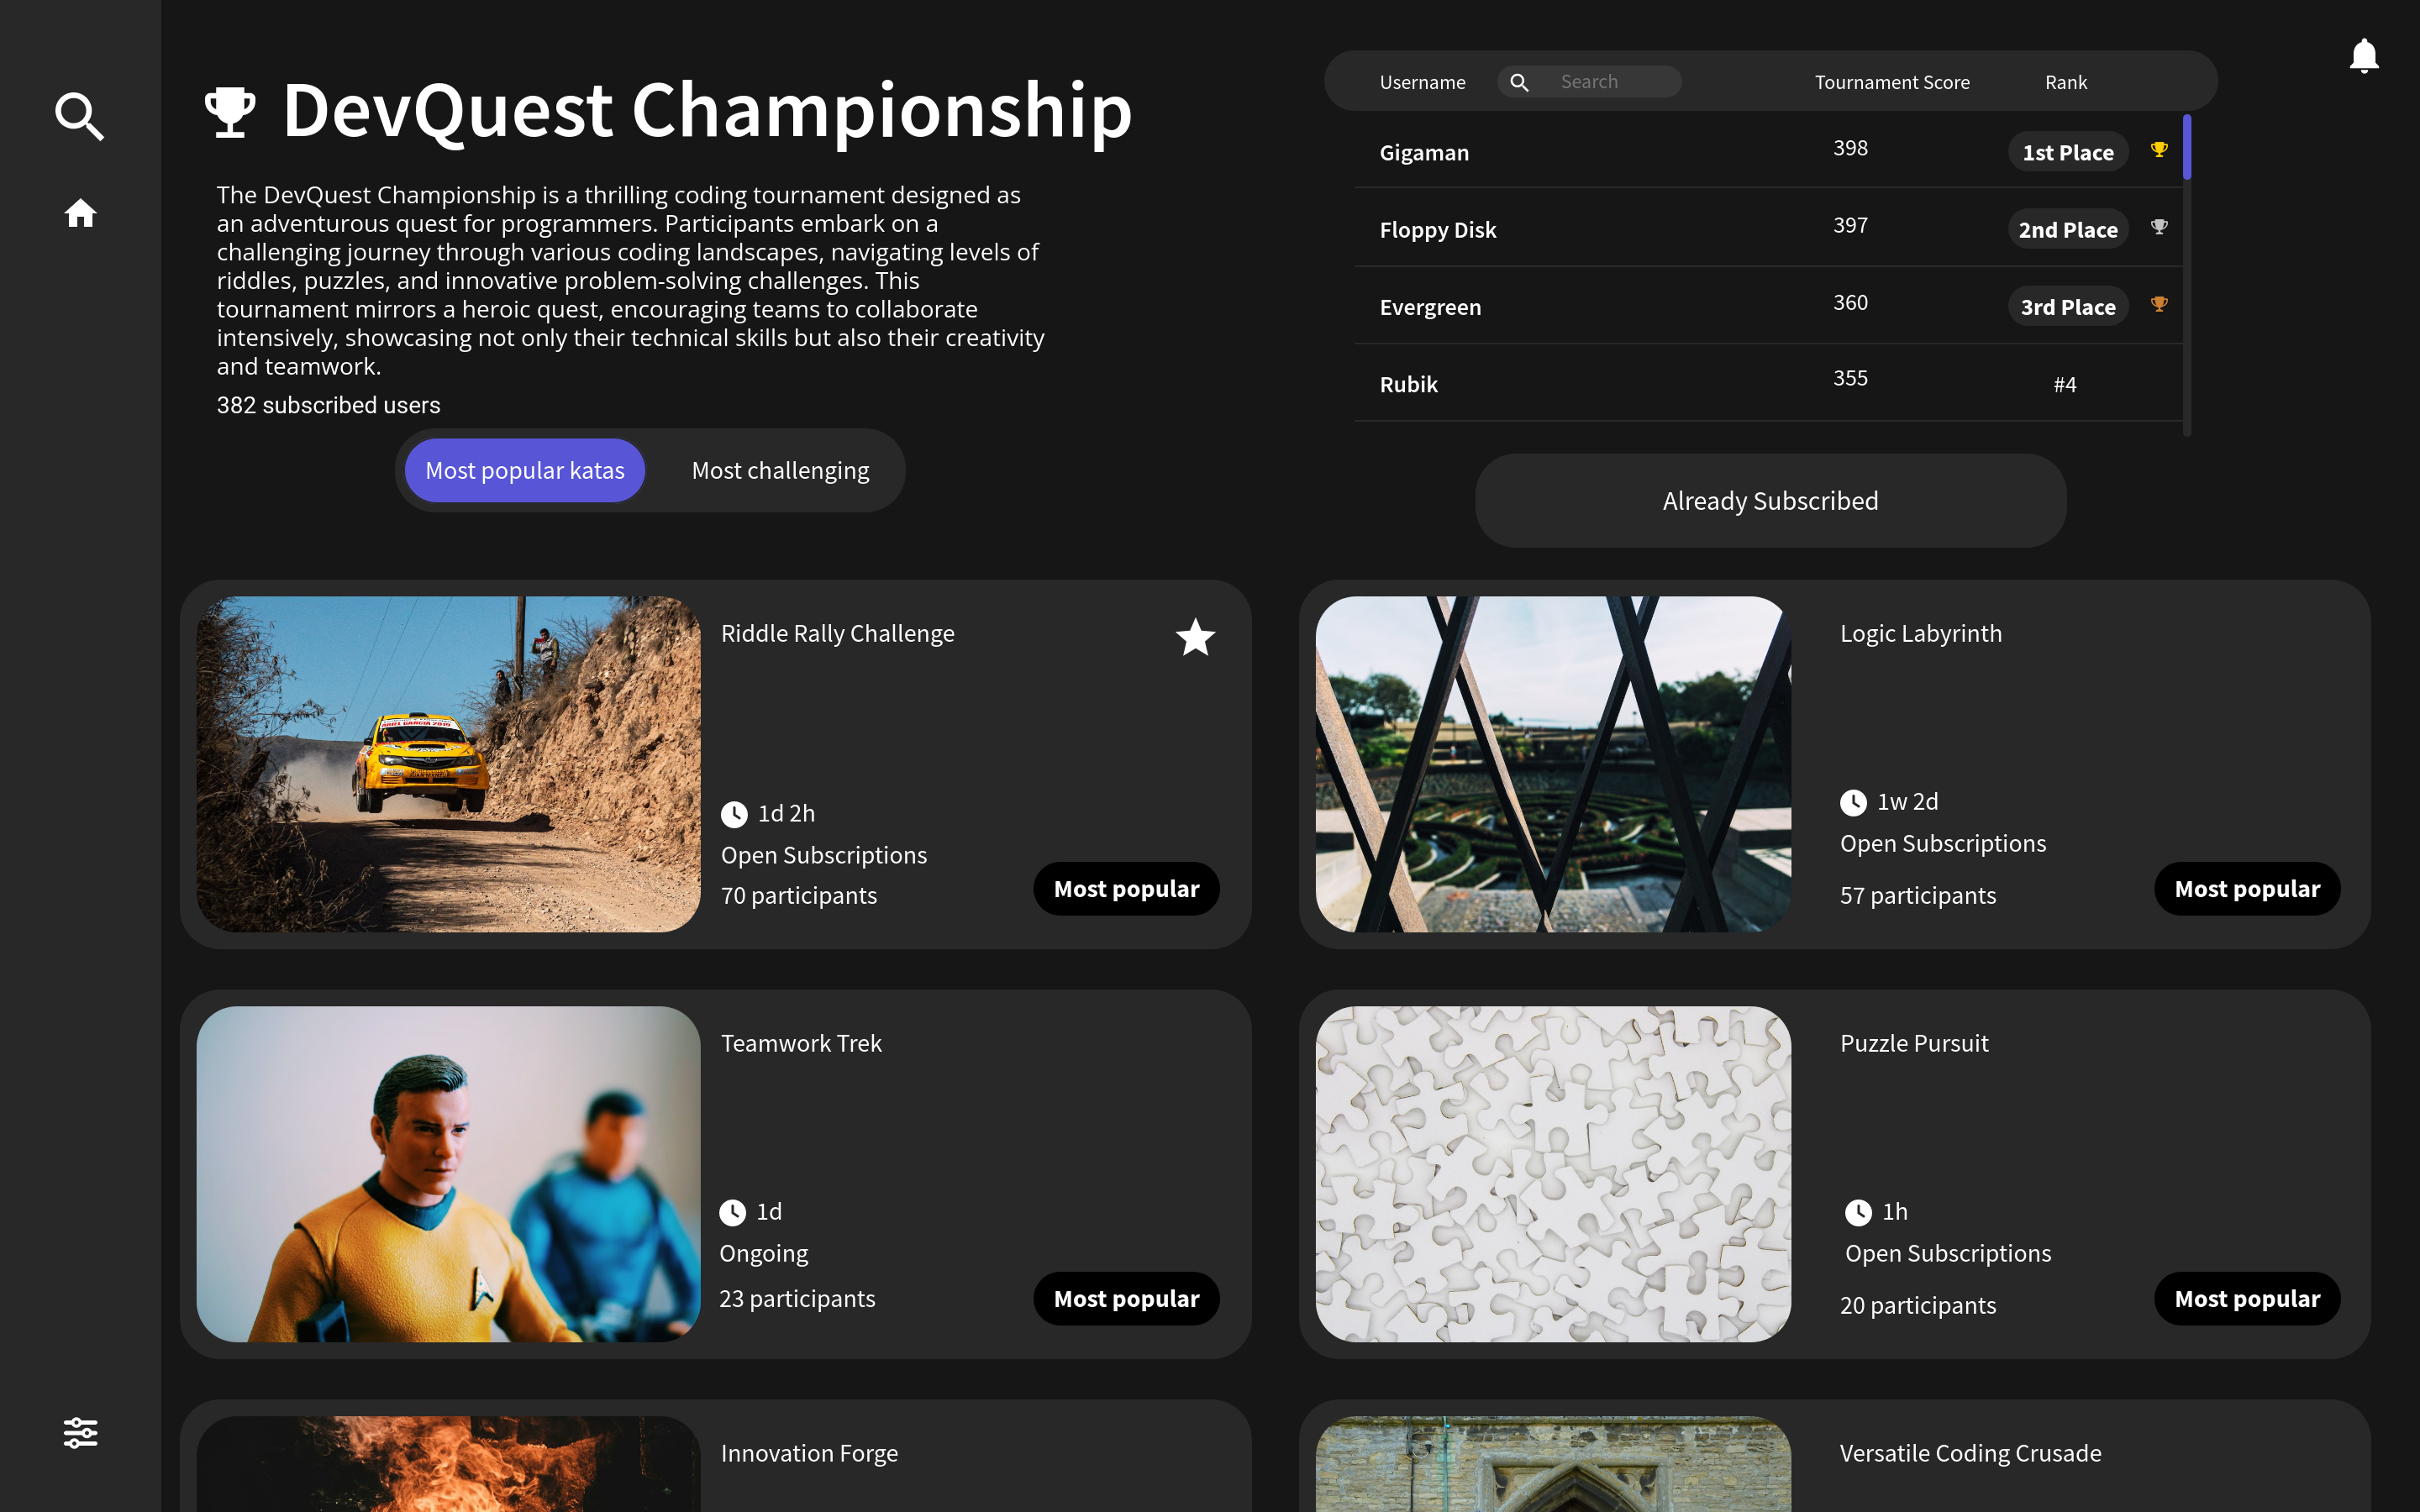 DevQuest Championship
The DevQuest Championship is a thrilling coding tournament designed as
an adventurous quest for programmers. Participants embark on a
challenging journey through various coding landscapes, navigating levels of
riddles, puzzles, and innovative problem-solving challenges. This
tournament mirrors a heroic quest, encouraging teams to collaborate
intensively, showcasing not only their technical skills but also their creativity
and teamwork.
382 subscribed users
Most popular katas
Most challenging
Username Search Tournament Score Rank
Gigaman 398 1st Place
Floppy Disk 397 2nd Place
Evergreen 360 3rd Place
Rubik 355 #4
Already Subscribed
Riddle Rally Challenge
1d 2h
Open Subscriptions
70 participants
Most popular
Logic Labyrinth
1w 2d
Open Subscriptions
57 participants
Most popular
Teamwork Trek
1d
Ongoing
23 participants
Most popular
Puzzle Pursuit
1h
Open Subscriptions
20 participants
Most popular
Innovation Forge
Versatile Coding Crusade